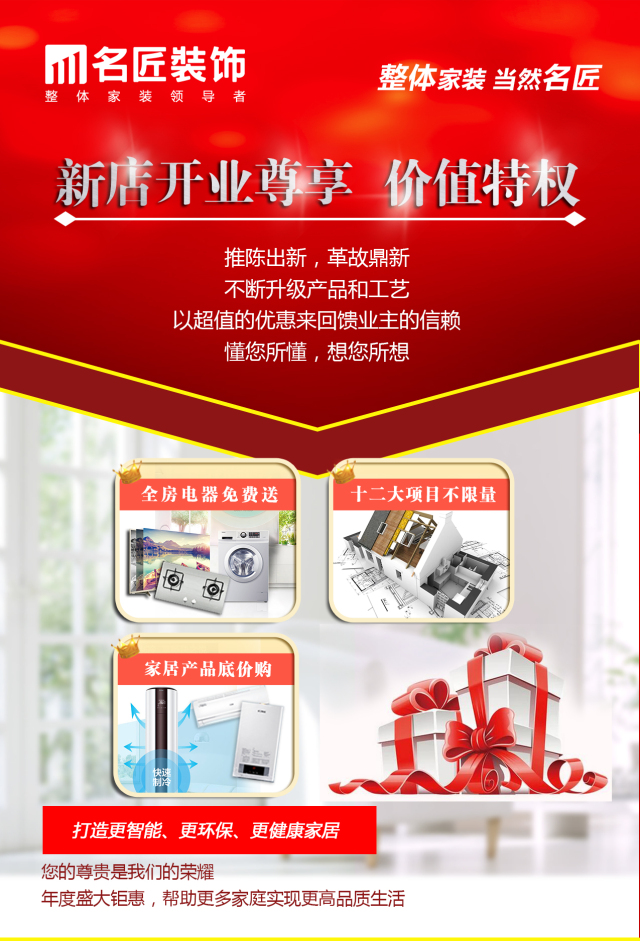 名匠装饰
整体家装领导者
整体家装 当然名匠
新店开业尊享 价值特权
推陈出新，革故鼎新
不断升级产品和工艺
以超值的优惠来回馈业主的信赖
懂您所懂，想您所想
全房电器免费送
十二大项目不限量
家居产品底价购
快速
制冷
打造更智能、更环保、更健康家居
您的尊贵是我们的荣耀
年度盛大钜惠，帮助更多家庭实现更高品质生活